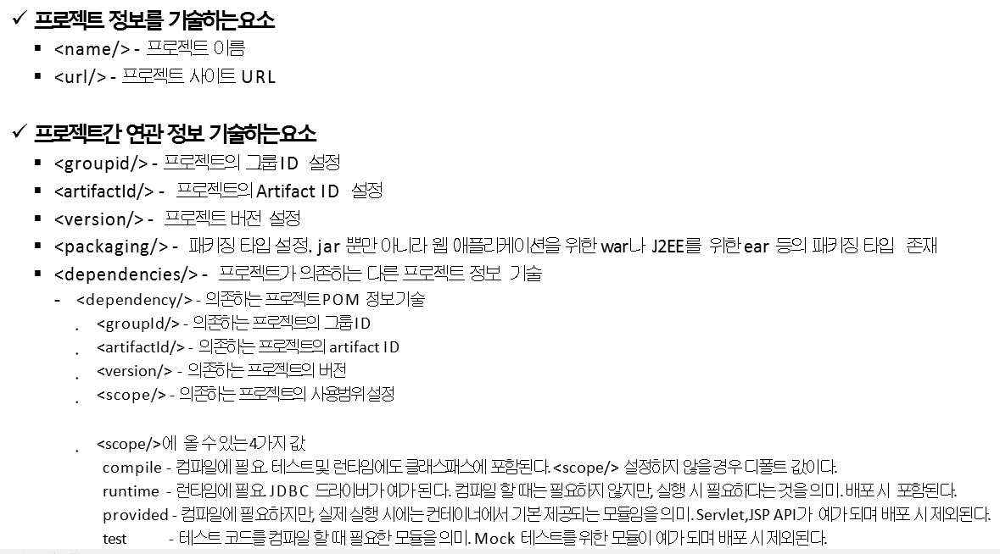 ✓ 프로젝트 정보를 기술하는요소
▪ <name/> - 프로젝트 이름
▪ <url/> - 프로젝트 사이트 URL
✓ 프로젝트간 연관 정보 기술하는요소
▪ <groupid/> - 프로젝트의 그룹ID 설정
▪ <artifactId/> - 프로젝트의 Artifact ID 설정
▪ <version/> - 프로젝트 버전 설정
▪ <packaging/> - 패키징 타입 설정. jar 뿐만 아니라 웹 애플리케이션을 위한 war나 J2EE를 위한 ear 등의 패키징 타입 존재
▪ <dependencies/> - 프로젝트가 의존하는 다른 프로젝트 정보 기술
- <dependency/> - 의존하는 프로젝트 POM 정보기술
. <groupId/> - 의존하는 프로젝트의 그룹ID
. <artifactId/> - 의존하는 프로젝트의 artifact ID
. <version/> - 의존하는 프로젝트의 버전
. <scope/> - 의존하는 프로젝트의 사용범위 설정
. <scope/>에 올 수 있는 4가지 값
compile - 컴파일에 필요. 테스트 및 런타임에도 클래스패스에 포함된다. <scope/> 설정하지 않을 경우 디폴트 값이다.
runtime - 런타임에 필요. JDBC 드라이버가 예가 된다. 컴파일 할 때는 필요하지 않지만, 실행 시 필요하다는 것을 의미. 배포 시 포함된다.
provided - 컴파일에 필요하지만, 실제 실행 시에는 컨테이너에서 기본 제공되는 모듈임을 의미. Servlet,JSP API가 예가 되며 배포 시 제외된다.
test - 테스트 코드를 컴파일 할 때 필요한 모듈을 의미. Mock 테스트를 위한 모듈이 예가 되며 배포 시 제외된다.